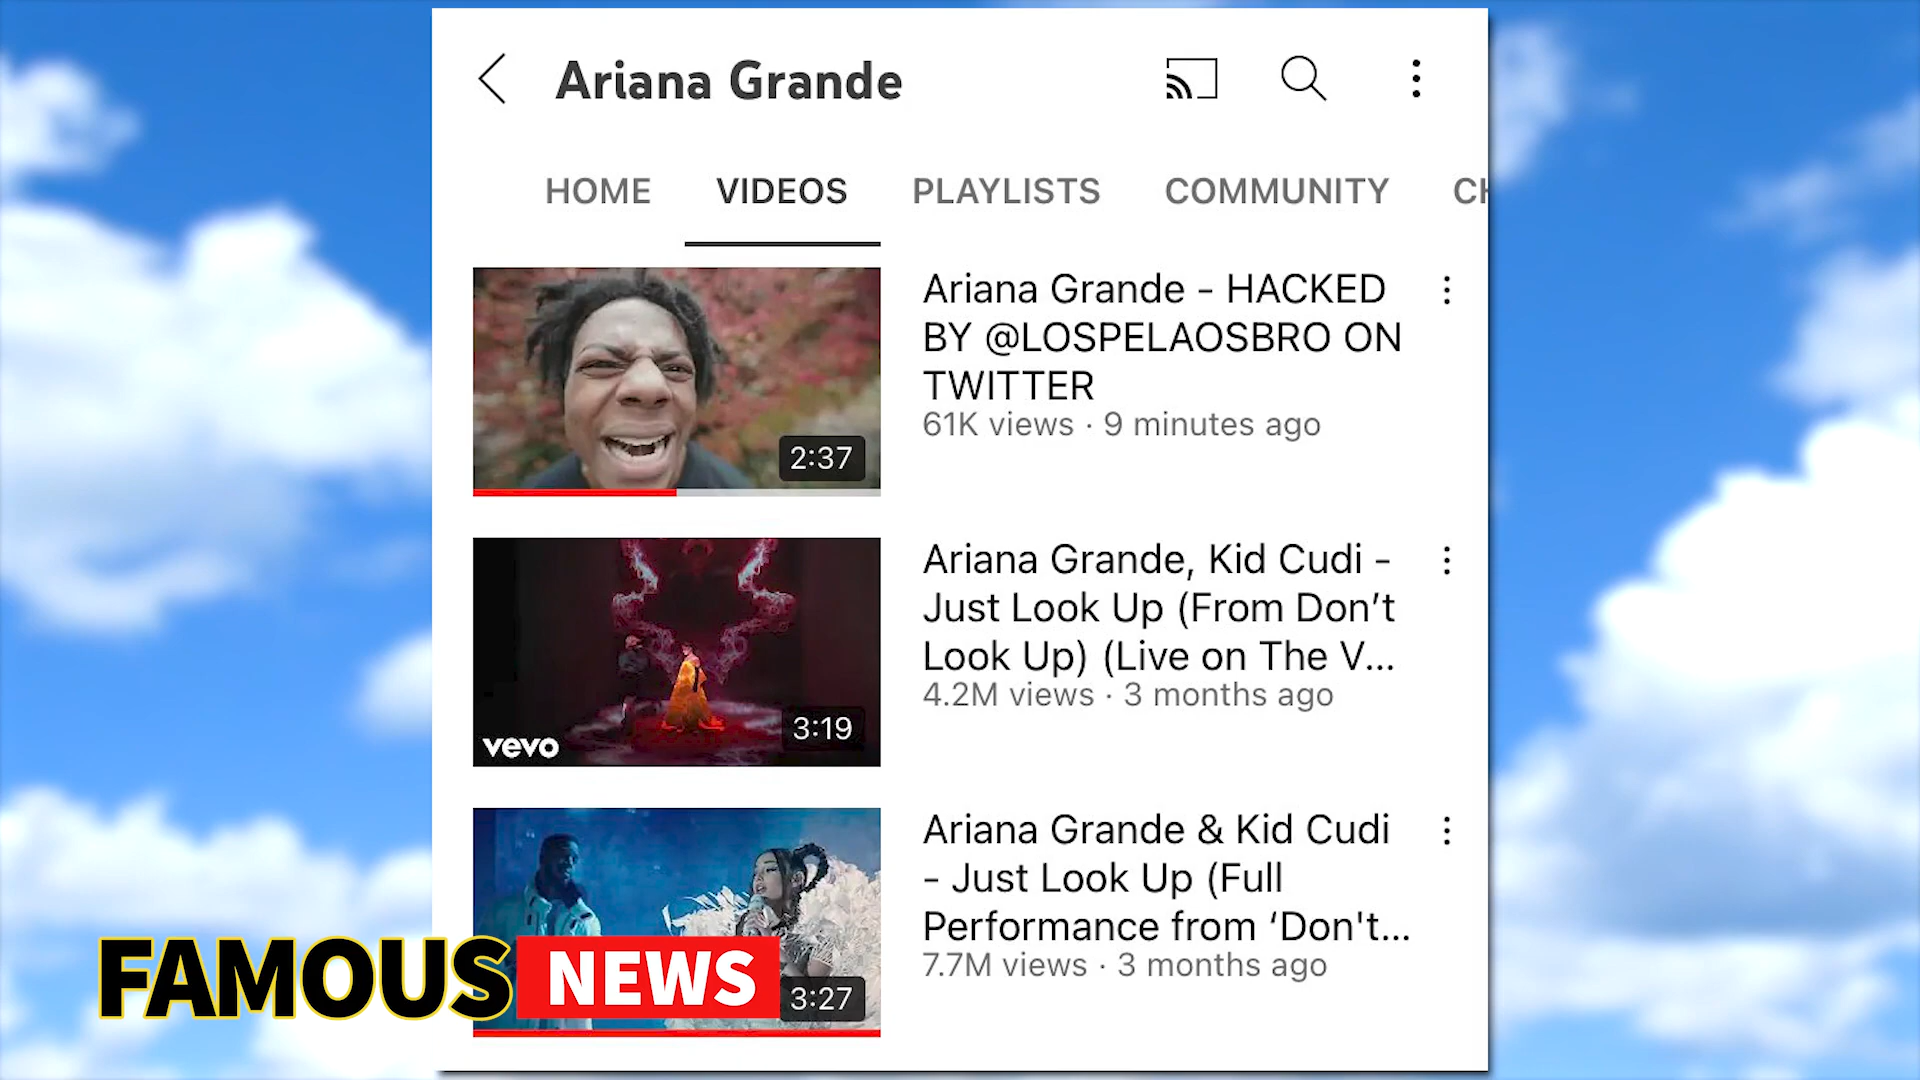 Ariana Grande
HOME VIDEOS PLAYLISTS COMMUNITY CH
Ariana Grande - HACKED
BY @LOSPELAOSBRO ON
TWITTER
61K views · 9 minutes ago
2:37
Ariana Grande, Kid Cudi -
Just Look Up (From Don’t
Look Up) (Live on The V...
4.2M views · 3 months ago
3:19
vevo
Ariana Grande & Kid Cudi
- Just Look Up (Full
Performance from ‘Don't...
7.7M views · 3 months ago
3:27
FAMOUS NEWS